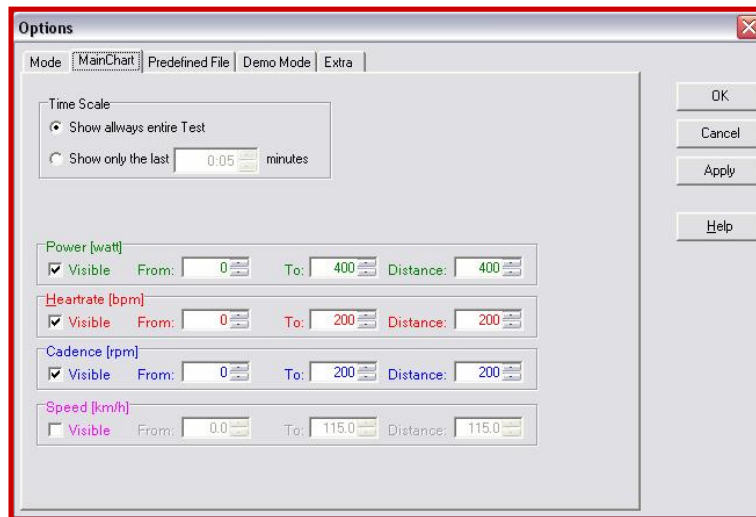 Options
Mode MainChart Predefined File Demo Mode Extra
Time Scale
Show allways entire Test
Show only the last 0:05 minutes
OK
Cancel
Apply
Help
Power [watt]
Visible From: 0 To: 400 Distance: 400
Heartrate [bpm]
Visible From: 0 To: 200 Distance: 200
Cadence [rpm]
Visible From: 0 To: 200 Distance: 200
Speed [km/h]
Visible From: 0.0 To: 115.0 Distance: 115.0